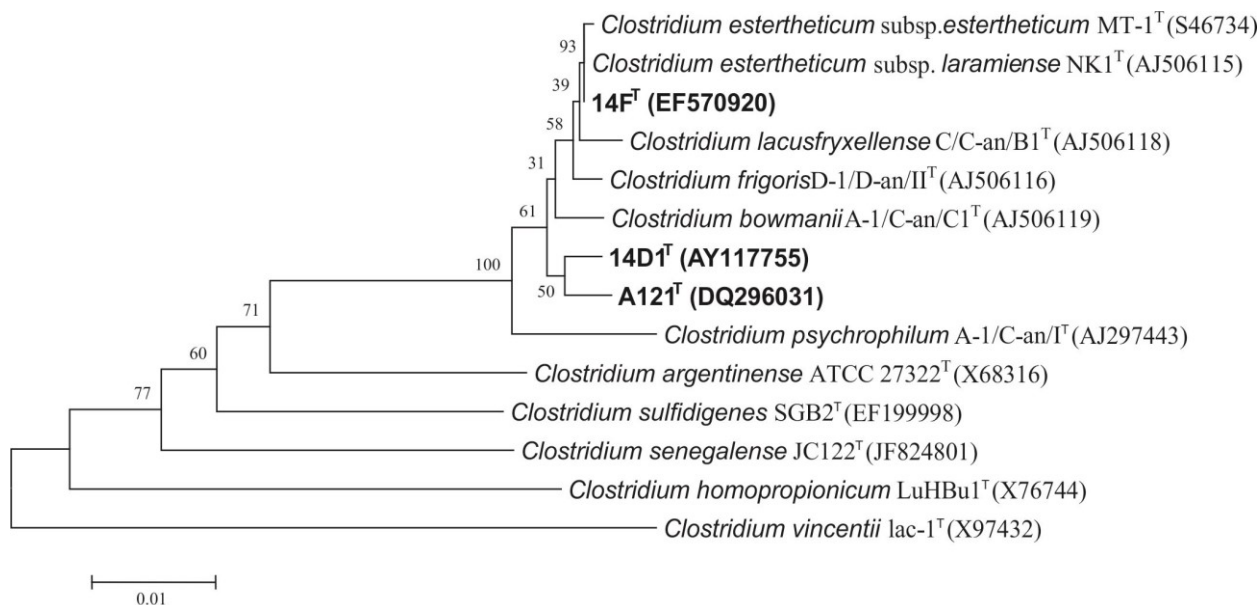 Clostridium estertheticum subsp.estertheticum MT-1ᵀ(S46734)
93
Clostridium estertheticum subsp. laramiense NK1ᵀ(AJ506115)
39
14Fᵀ (EF570920)
58
Clostridium lacusfryxellense C/C-an/B1ᵀ(AJ506118)
31
Clostridium frigorisD-1/D-an/IIᵀ(AJ506116)
61
Clostridium bowmaniiA-1/C-an/C1ᵀ(AJ506119)
14D1ᵀ (AY117755)
100
50
A121ᵀ (DQ296031)
71
Clostridium psychrophilum A-1/C-an/Iᵀ(AJ297443)
60
Clostridium argentinense ATCC 27322ᵀ(X68316)
77
Clostridium sulfidigenes SGB2ᵀ(EF199998)
Clostridium senegalense JC122ᵀ(JF824801)
Clostridium homopropionicum LuHBu1ᵀ(X76744)
Clostridium vincentii lac-1ᵀ(X97432)
0.01